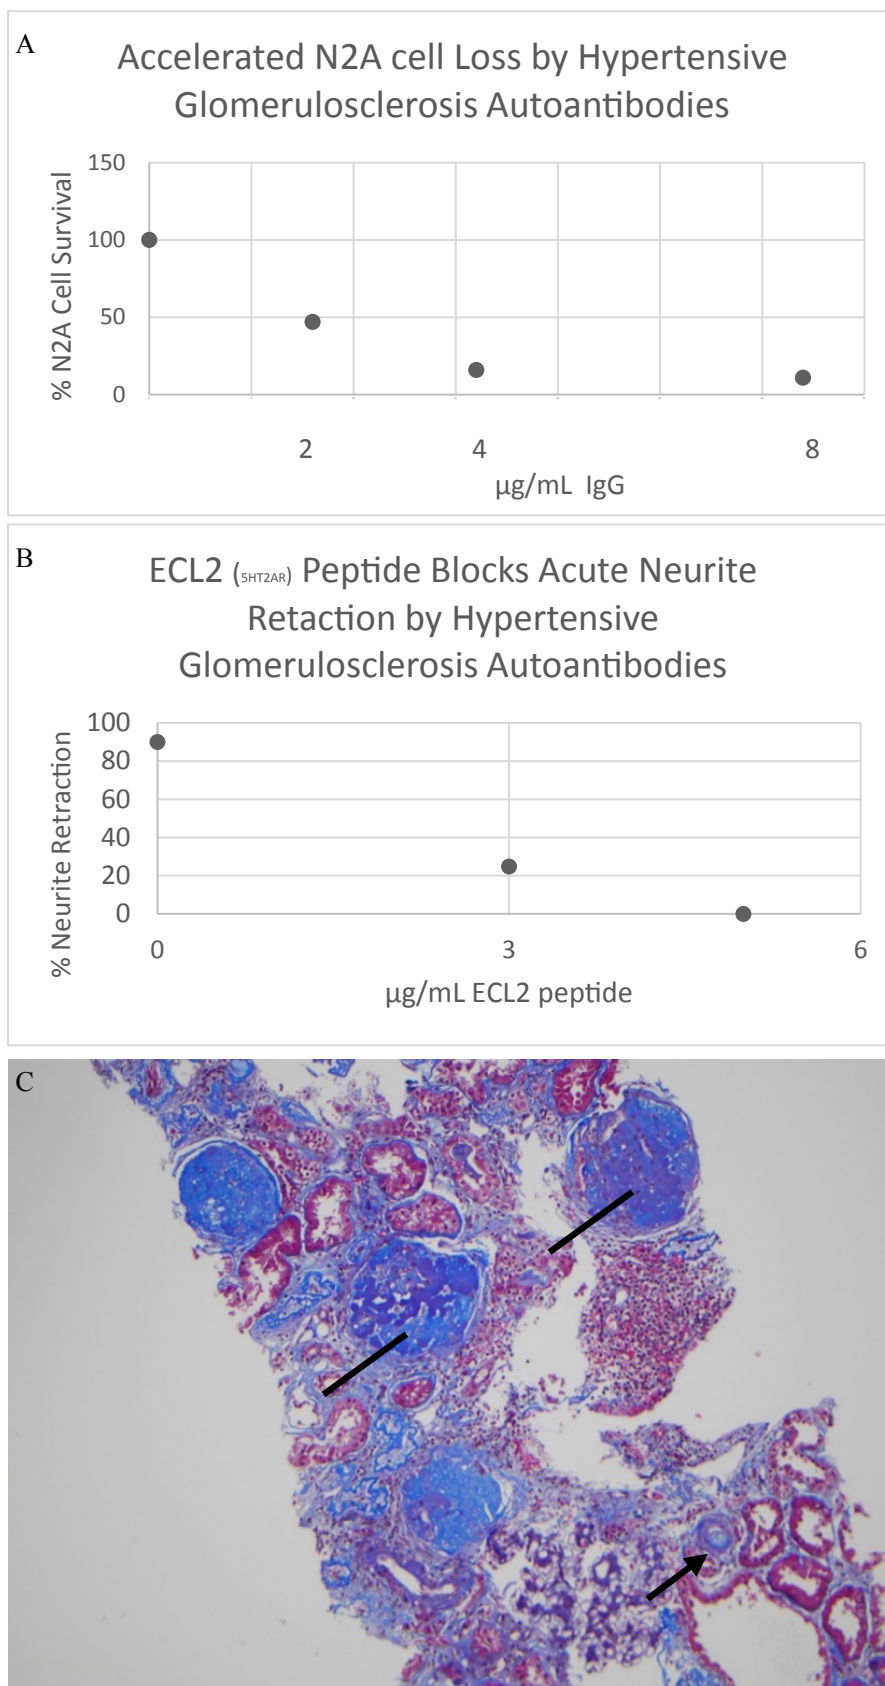 A
Accelerated N2A cell Loss by Hypertensive
Glomerulosclerosis Autoantibodies
% N2A Cell Survival
150
100
50
0
2 4 8
µg/mL IgG
B
ECL2 (5HT2AR) Peptide Blocks Acute Neurite
Retaction by Hypertensive
Glomerulosclerosis Autoantibodies
% Neurite Retraction
100
80
60
40
20
0
0 3 6
µg/mL ECL2 peptide
C